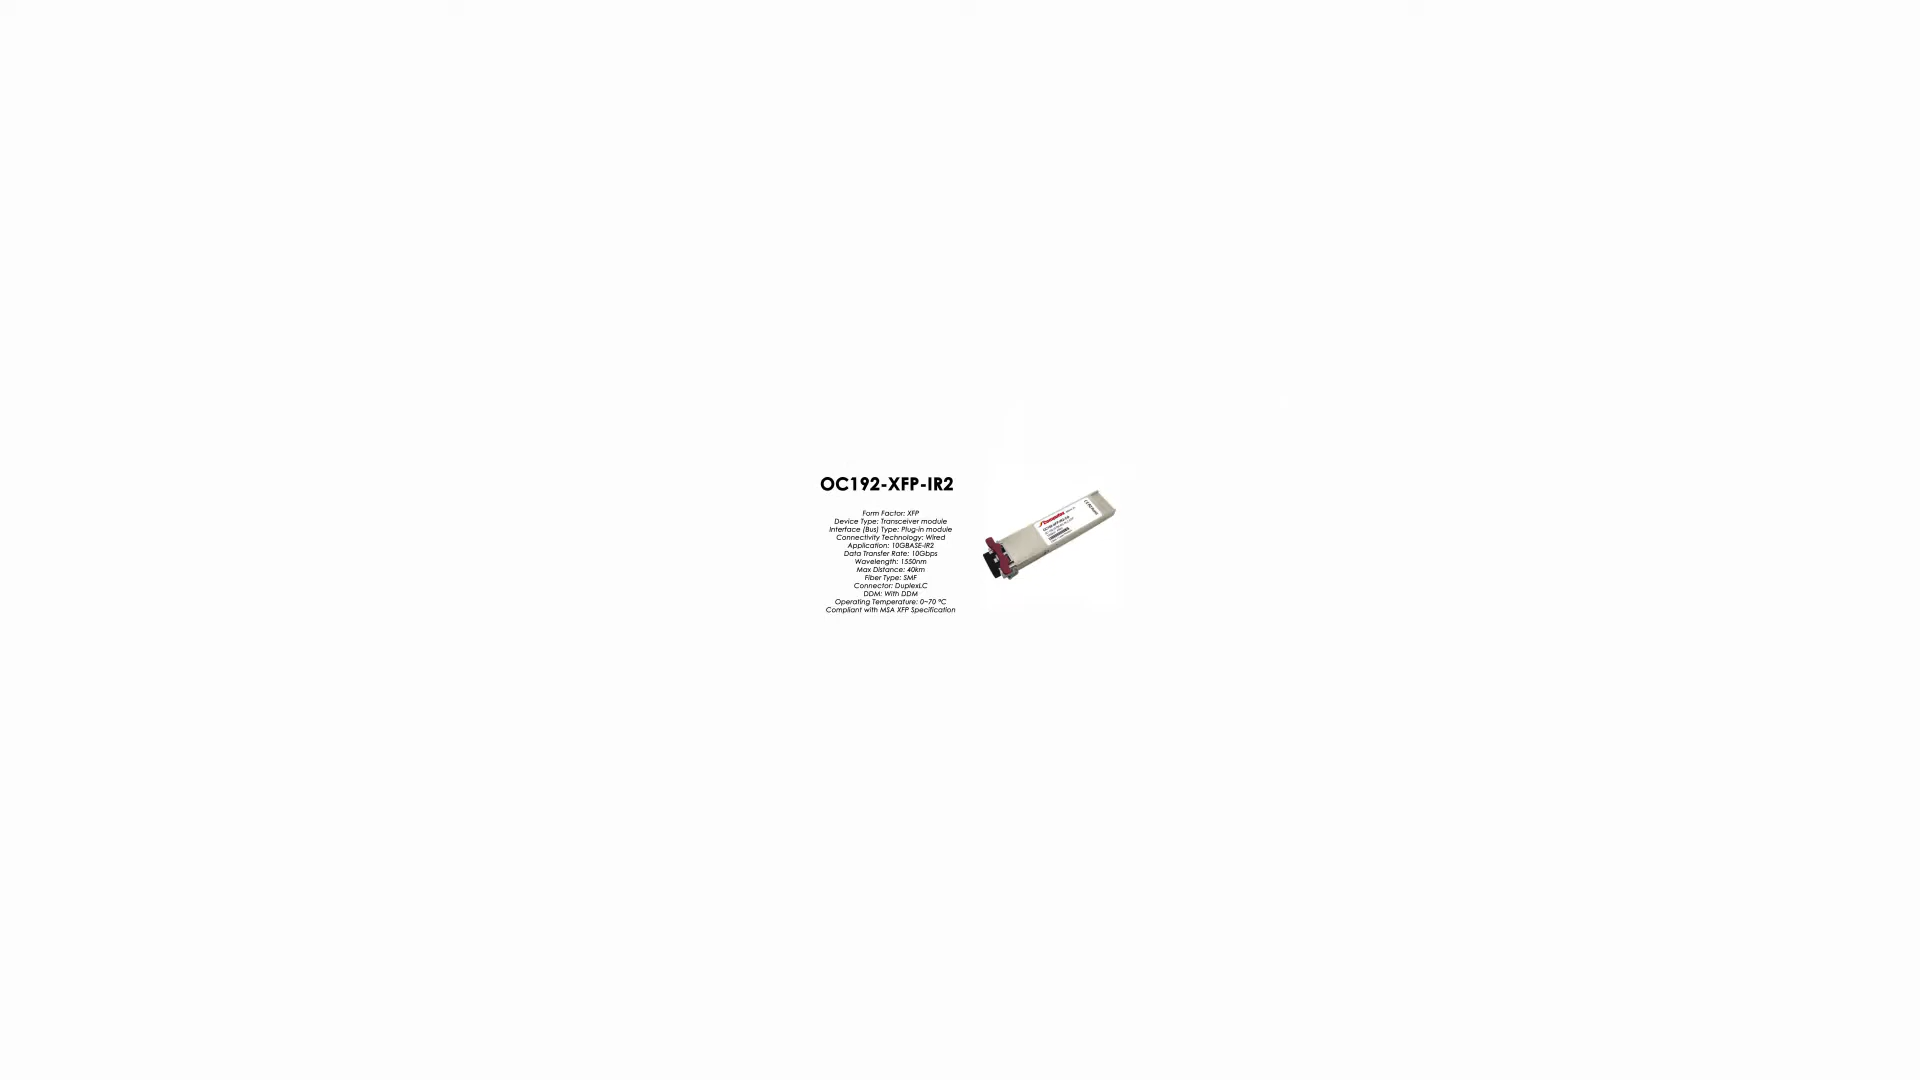 OC192-XFP-IR2
Form Factor: XFP
Device Type: Transceiver module
Interface (Bus) Type: Plug-in module
Connectivity Technology: Wired
Application: 10GBASE-IR2
Data Transfer Rate: 10Gbps
Wavelength: 1550nm
Max Distance: 40km
Fiber Type: SMF
Connector: DuplexLC
DDM: With DDM
Operating Temperature: 0~70 °C
Compliant with MSA XFP Specification